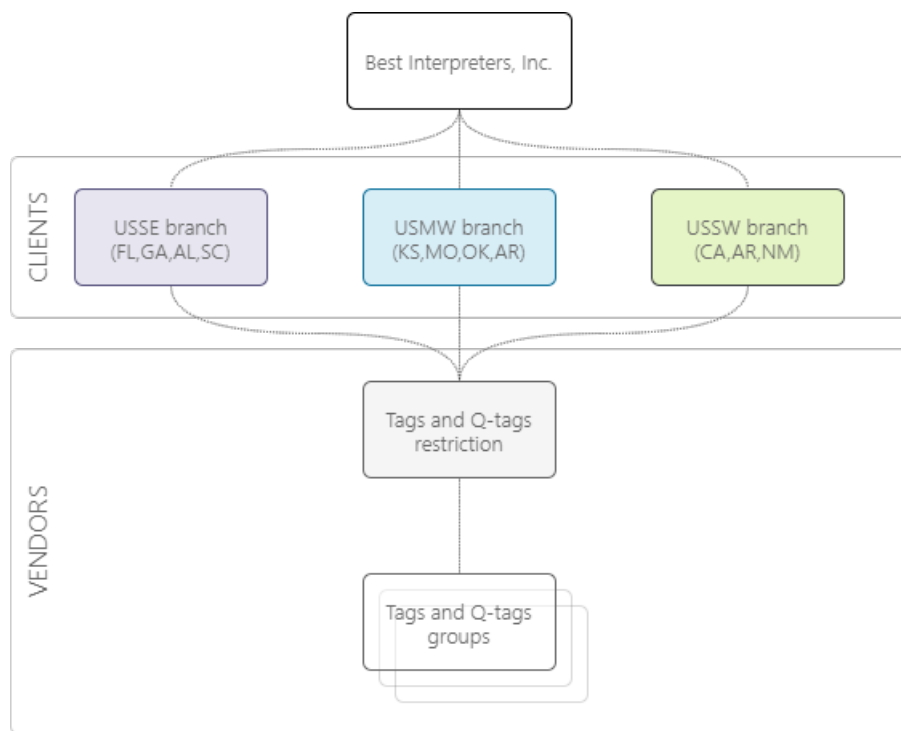 Best Interpreters, Inc.
CLIENTS
USSE branch
(FL,GA,AL,SC)
USMW branch
(KS,MO,OK,AR)
USSW branch
(CA,AR,NM)
VENDORS
Tags and Q-tags
restriction
Tags and Q-tags
groups